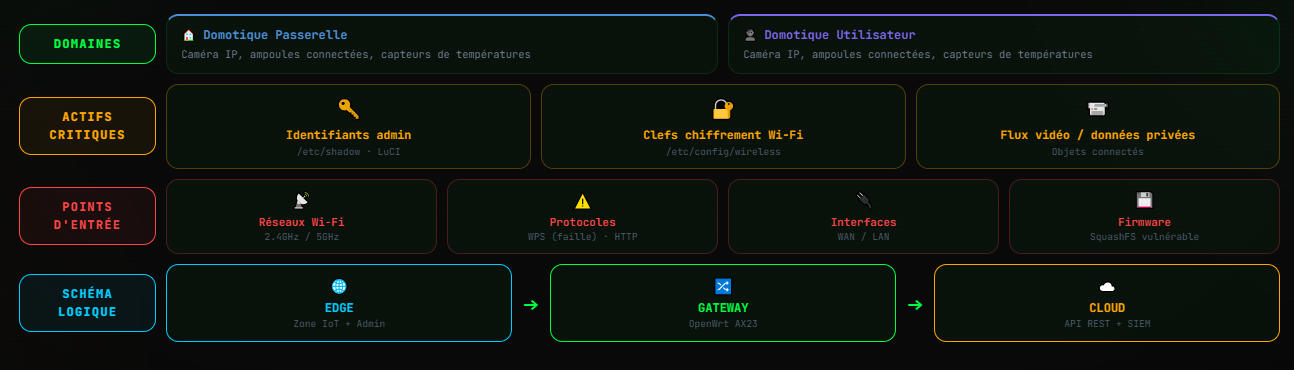 DOMAINES
Domotique Passerelle
Caméra IP, ampoules connectées, capteurs de températures
Domotique Utilisateur
Caméra IP, ampoules connectées, capteurs de températures
ACTIFS
CRITIQUES
Identifiants admin
/etc/shadow · LuCI
Clefs chiffrement Wi-Fi
/etc/config/wireless
Flux vidéo / données privées
Objets connectés
POINTS
D'ENTRÉE
Réseaux Wi-Fi
2.4GHz / 5GHz
Protocoles
WPS (faille) · HTTP
Interfaces
WAN / LAN
Firmware
SquashFS vulnérable
SCHÉMA
LOGIQUE
EDGE
Zone IoT + Admin
→
GATEWAY
OpenWrt AX23
→
CLOUD
API REST + SIEM